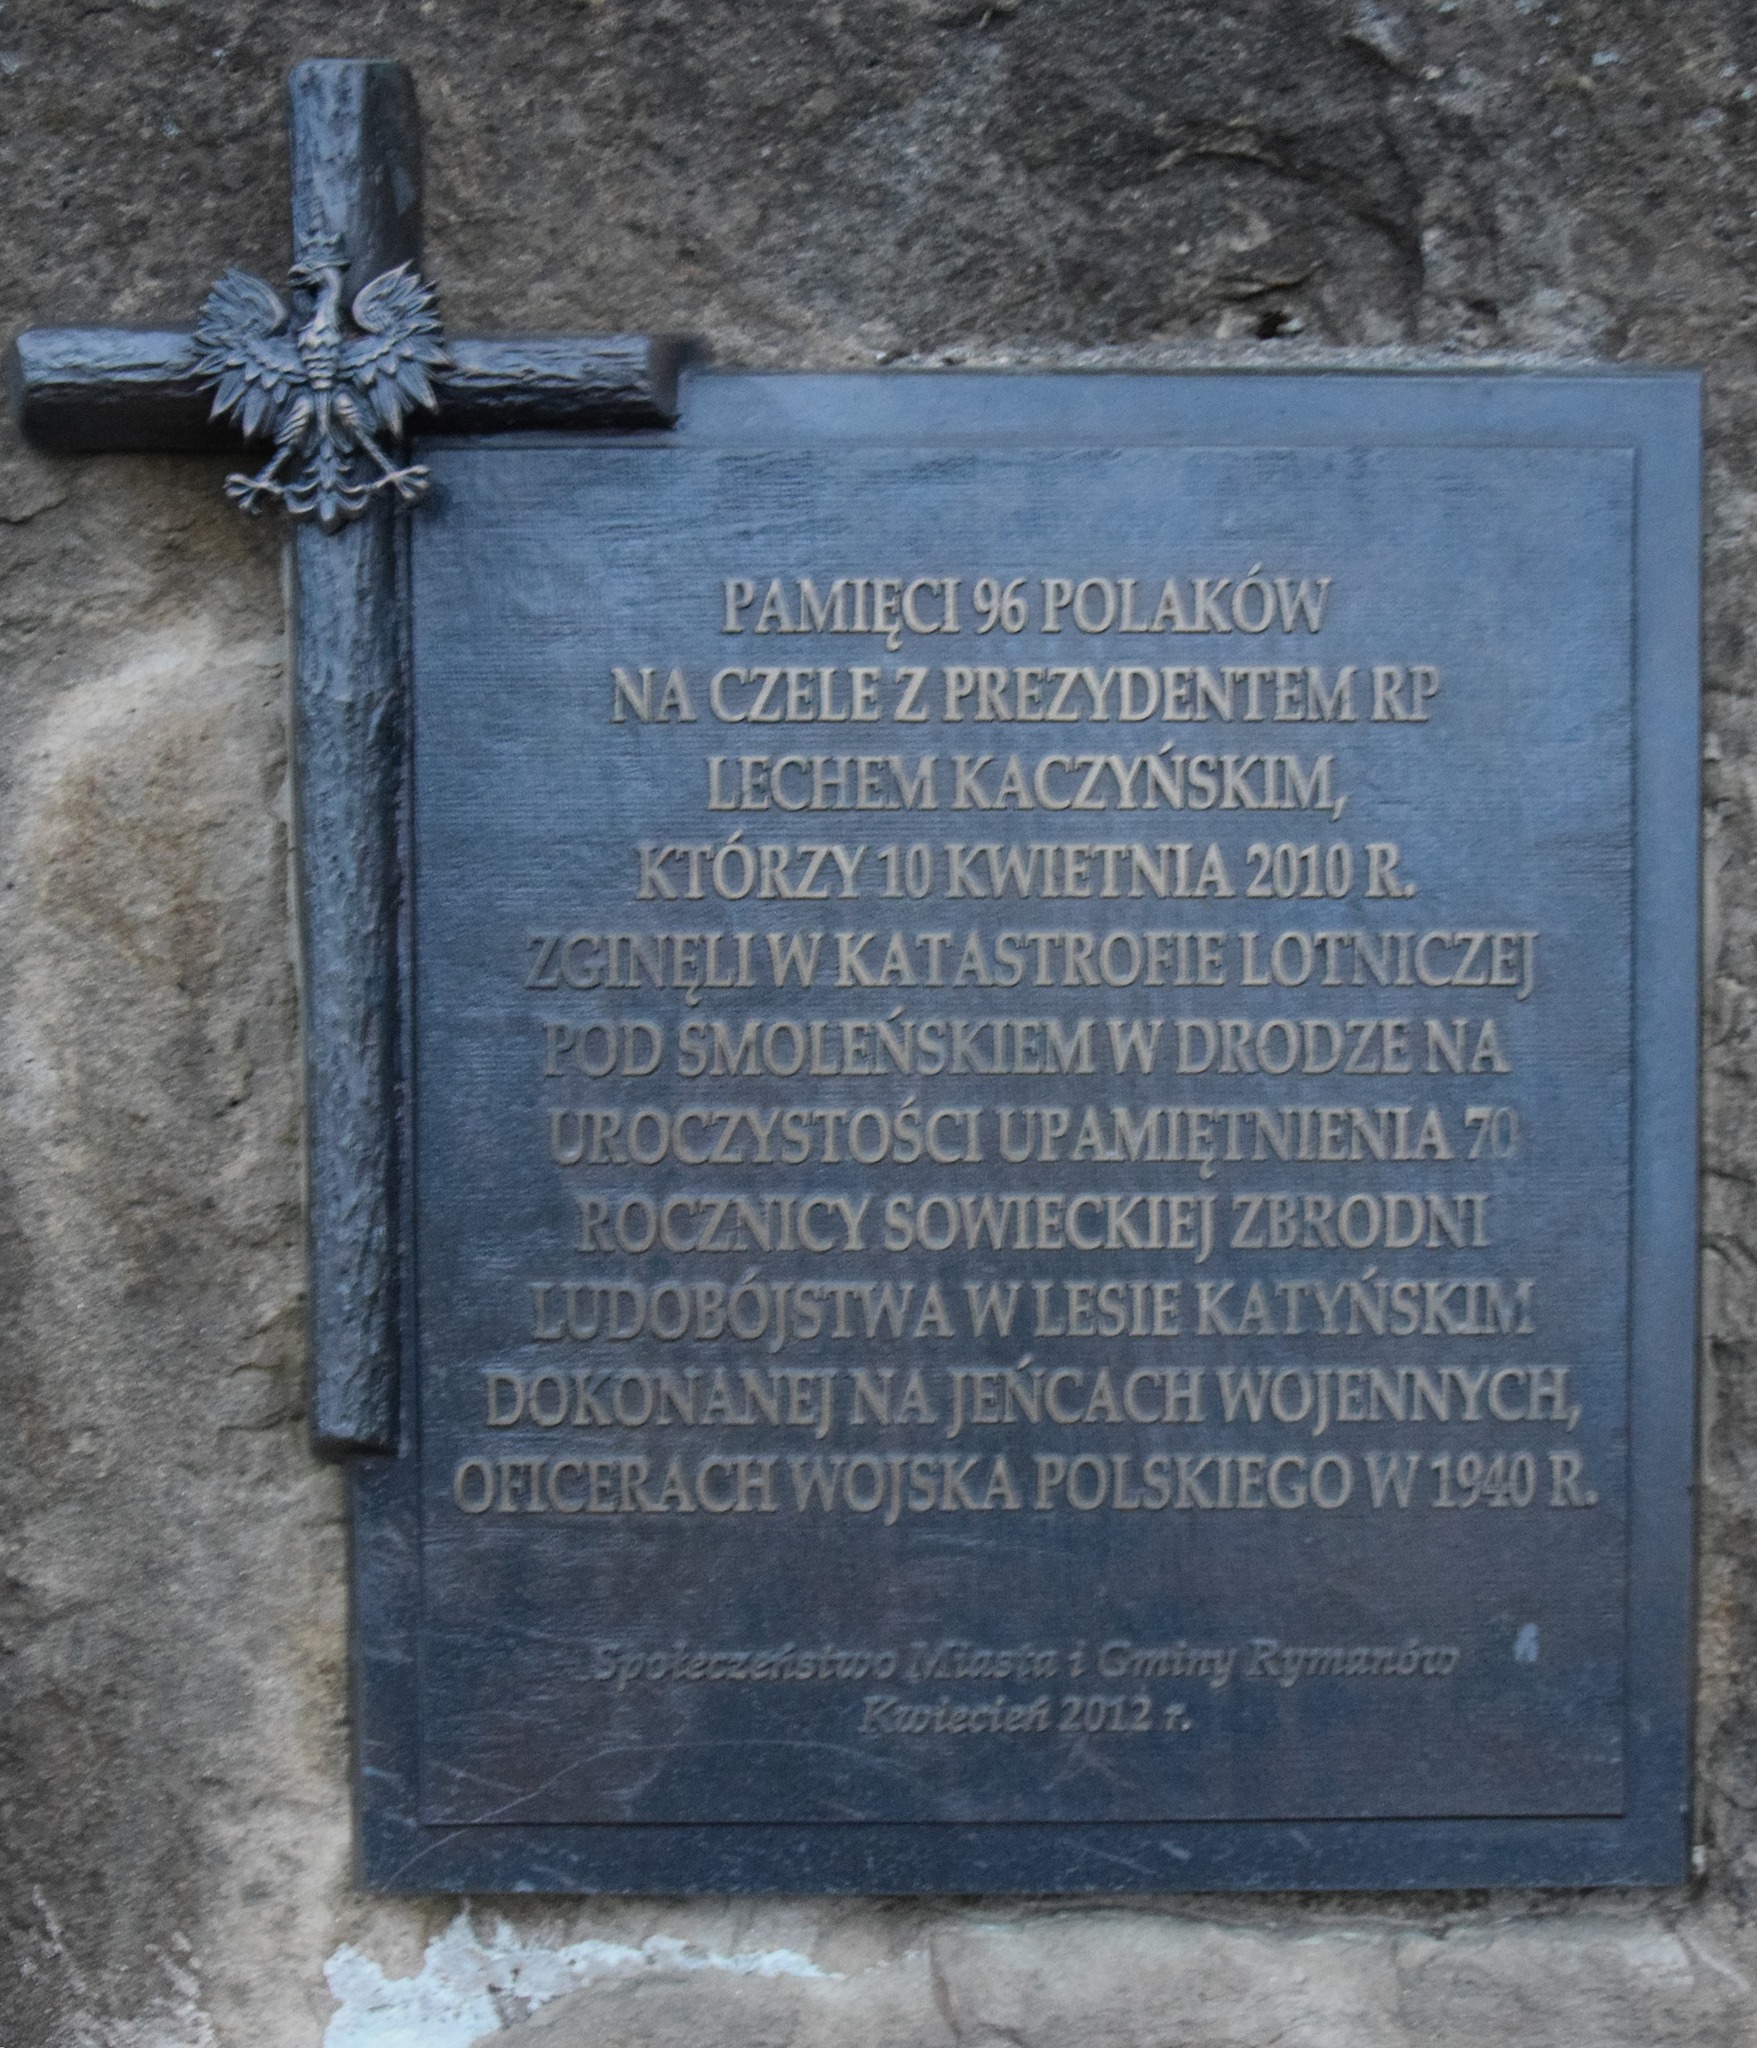 PAMIĘCI 96 POLAKÓW
NA CZELE Z PREZYDENTEM RP
LECHEM KACZYŃSKIM,
KTÓRZY 10 KWIETNIA 2010 R.
ZGINĘLI W KATASTROFIE LOTNICZEJ
POD SMOLEŃSKIEM W DRODZE NA
UROCZYSTOŚCI UPAMIĘTNIENIA 70
ROCZNICY SOWIECKIEJ ZBRODNI
LUDOBÓJSTWA W LESIE KATYŃSKIM
DOKONANEJ NA JEŃCACH WOJENNYCH,
OFICERACH WOJSKA POLSKIEGO W 1940 R.
Społeczeństwo Miasta i Gminy Rymanów
Kwiecień 2012 r.